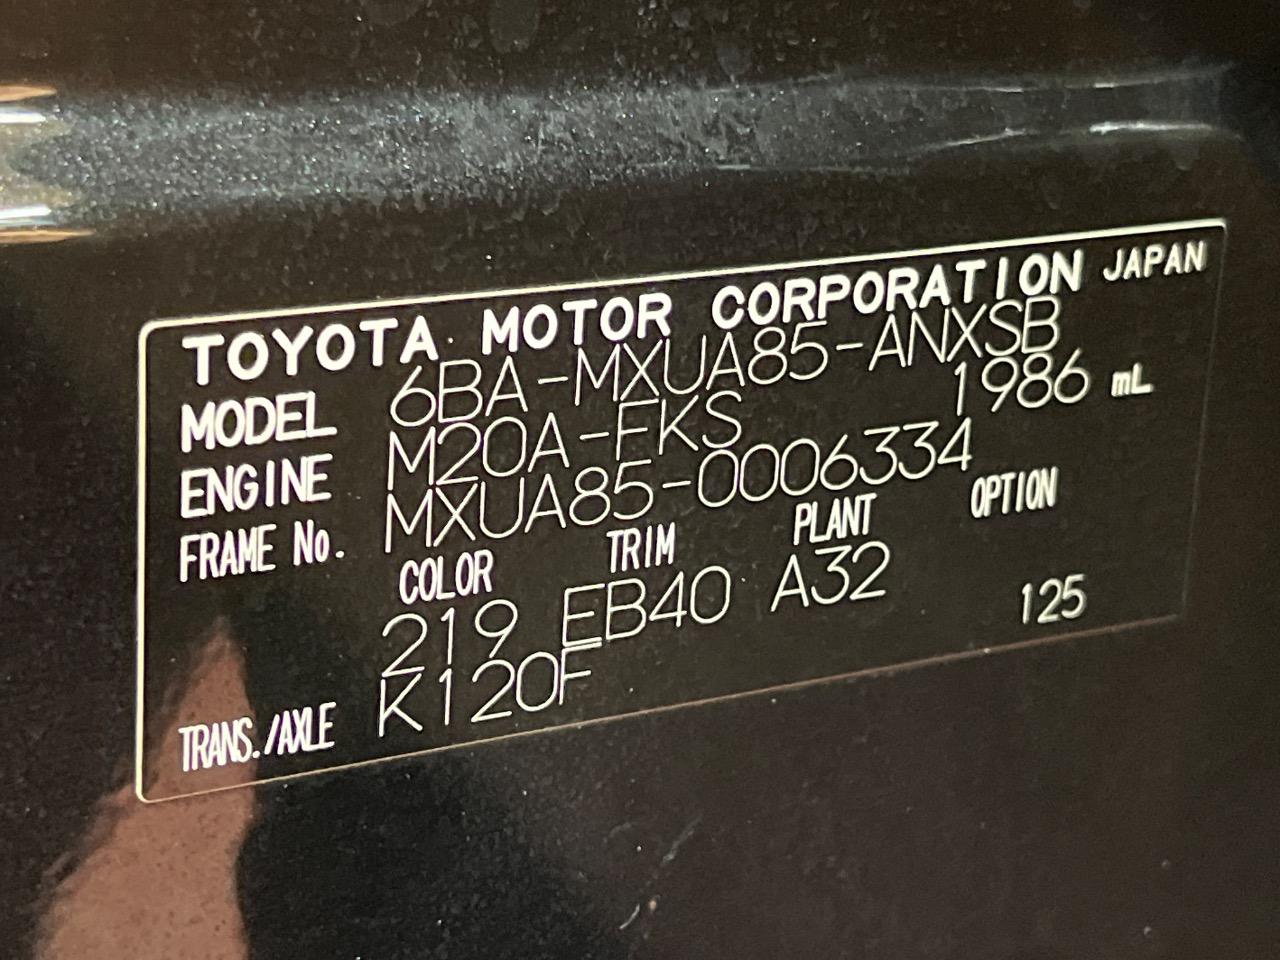 TOYOTA MOTOR CORPORATION JAPAN
MODEL 6BA-MXUA85-ANXSB
ENGINE M20A-FKS 1986 mL
FRAME No. MXUA85-0006334
COLOR TRIM PLANT OPTION
219 EB40 A32
TRANS./AXLE K120F 125